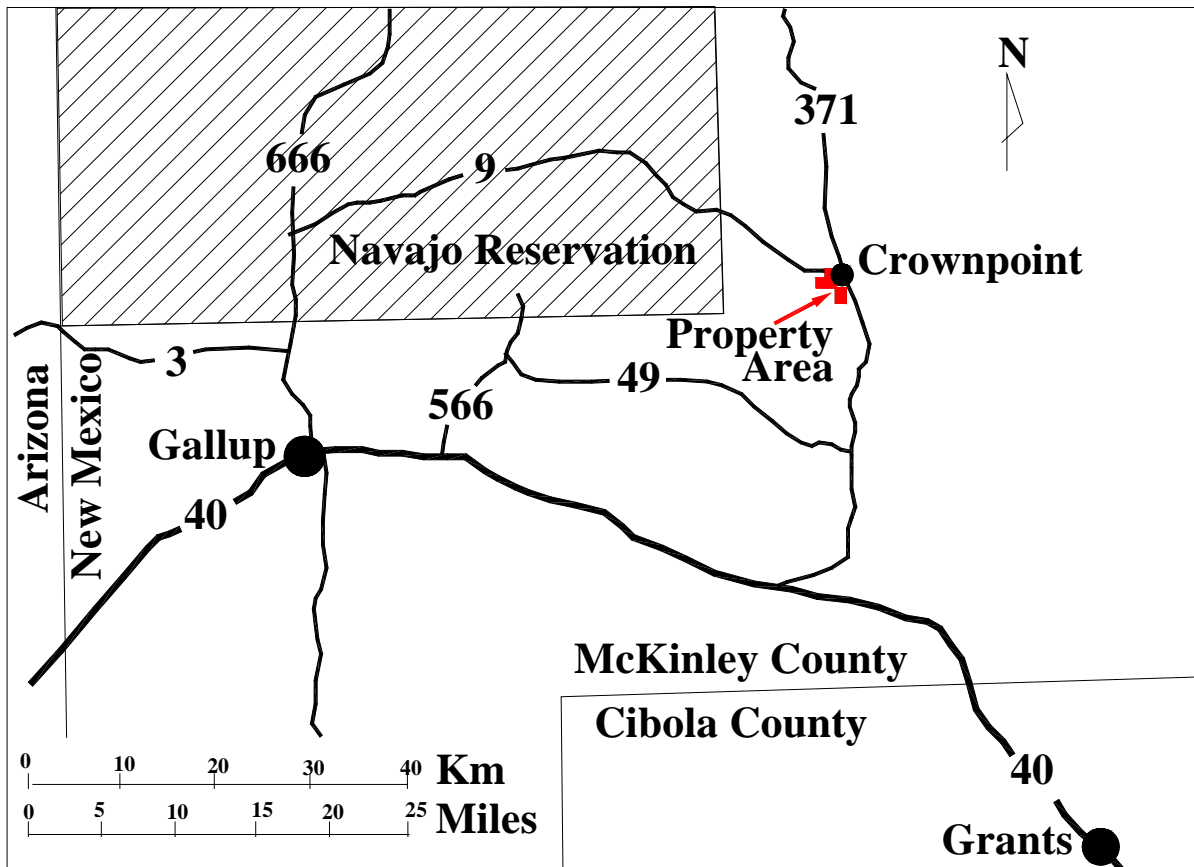 N
371
666
9
Navajo Reservation
Crownpoint
Property
Area
3
49
566
Arizona
New Mexico
Gallup
40
McKinley County
Cibola County
40
Grants
0 10 20 30 40 Km
0 5 10 15 20 25 Miles